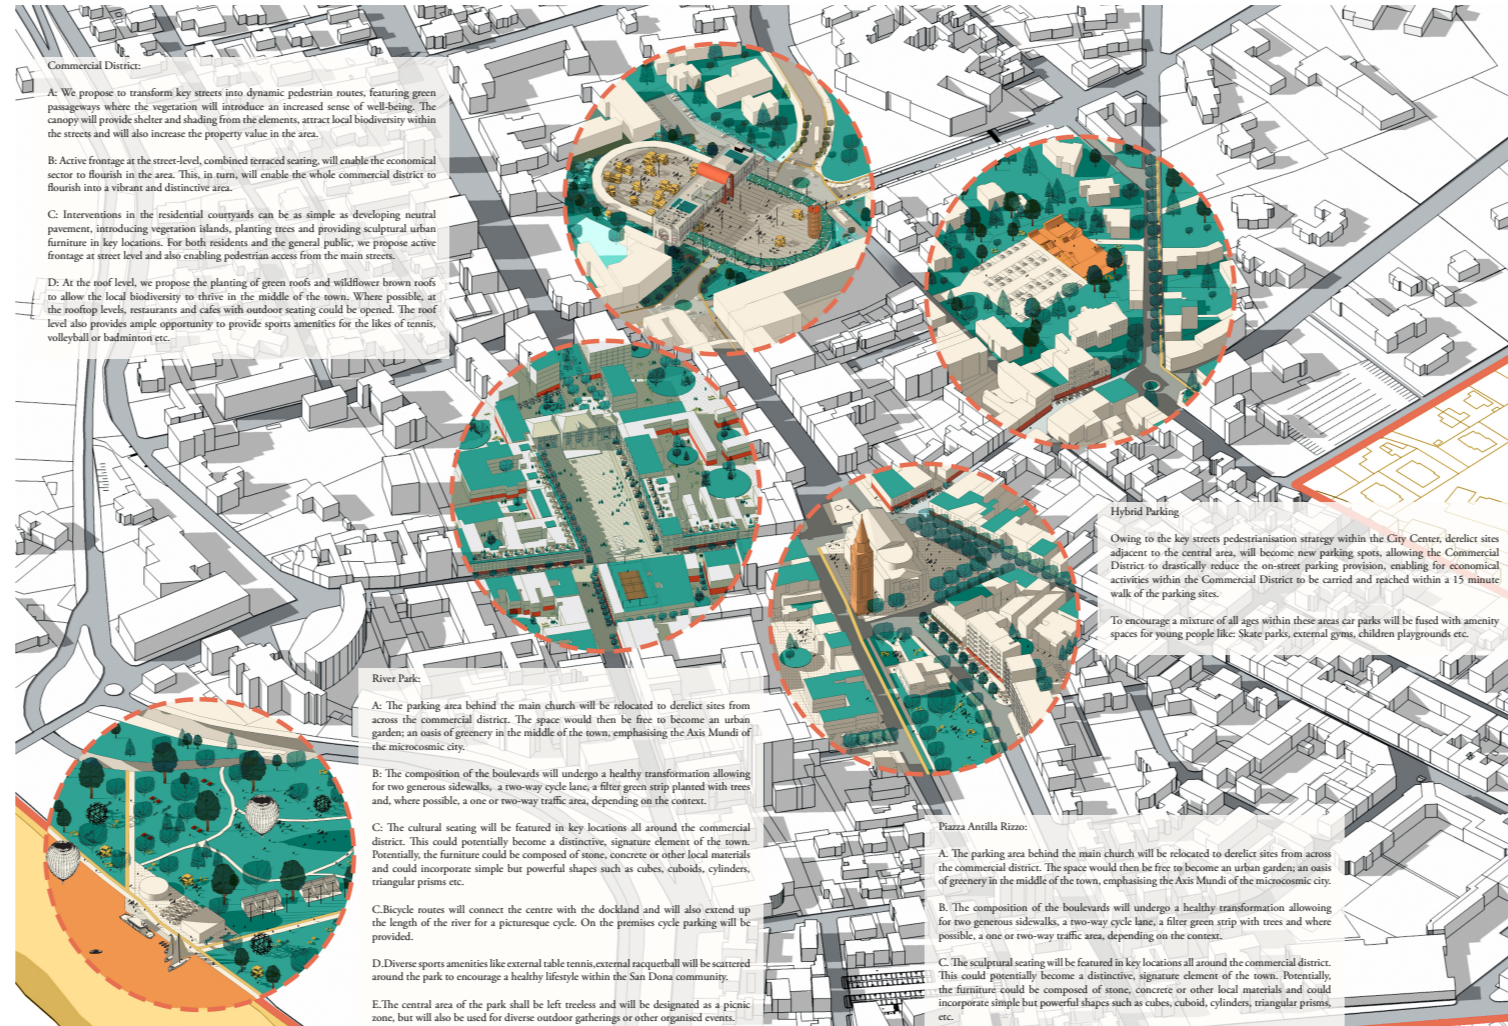 Commercial District:
A: We propose to transform key streets into dynamic pedestrian routes, featuring green
passageways where the vegetation will introduce an increased sense of well-being. The
canopy will provide shelter and shading from the elements, attract local biodiversity within
the streets and will also increase the property value in the area.
B: Active frontage at the street-level, combined terraced seating, will enable the economical
sector to flourish in the area. This, in turn, will enable the whole commercial district to
flourish into a vibrant and distinctive area.
C: Interventions in the residential courtyards can be as simple as developing neutral
pavement, introducing vegetation islands, planting trees and providing sculptural urban
furniture in key locations. For both residents and the general public, we propose active
frontage at street level and also enabling pedestrian access from the main streets.
D: At the roof level, we propose the planting of green roofs and wildflower brown roofs
to allow the local biodiversity to thrive in the middle of the town. Where possible, at
the rooftop levels, restaurants and cafes with outdoor seating could be opened. The roof
level also provides ample opportunity to provide sports amenities for the likes of tennis,
volleyball or badminton etc.
Hybrid Parking
Owing to the key streets pedestrianisation strategy within the City Center, derelict sites
adjacent to the central area, will become new parking spots, allowing the Commercial
District to drastically reduce the on-street parking provision, enabling for economical
activities within the Commercial District to be carried and reached within a 15 minute
walk of the parking sites.
To encourage a mixture of all ages within these areas car parks will be fused with amenity
spaces for young people like: Skate parks, external gyms, children playgrounds etc.
River Park:
A: The parking area behind the main church will be relocated to derelict sites from
across the commercial district. The space would then be free to become an urban
garden; an oasis of greenery in the middle of the town, emphasising the Axis Mundi of
the microcosmic city.
B: The composition of the boulevards will undergo a healthy transformation allowing
for two generous sidewalks, a two-way cycle lane, a filter green strip planted with trees
and, where possible, a one or two-way traffic area, depending on the context.
C: The cultural seating will be featured in key locations all around the commercial
district. This could potentially become a distinctive, signature element of the town.
Potentially, the furniture could be composed of stone, concrete or other local materials
and could incorporate simple but powerful shapes such as cubes, cuboids, cylinders,
triangular prisms etc.
C.Bicycle routes will connect the centre with the dockland and will also extend up
the length of the river for a picturesque cycle. On the premises cycle parking will be
provided.
D.Diverse sports amenities like external table tennis,external racquetball will be scattered
around the park to encourage a healthy lifestyle within the San Dona community.
E.The central area of the park shall be left treeless and will be designated as a picnic
zone, but will also be used for diverse outdoor gatherings or other organised events.
Piazza Antilla Rizzo:
A. The parking area behind the main church will be relocated to derelict sites from across
the commercial district. The space would then be free to become an urban garden; an oasis
of greenery in the middle of the town, emphasising the Axis Mundi of the microcosmic city.
B. The composition of the boulevards will undergo a healthy transformation allowoing
for two generous sidewalks, a two-way cycle lane, a filter green strip with trees and where
possible, a one or two-way traffic area, depending on the context.
C. The sculptural seating will be featured in key locations all around the commercial district.
This could potentially become a distinctive, signature element of the town. Potentially,
the furniture could be composed of stone, concrete or other local materials and could
incorporate simple but powerful shapes such as cubes, cuboid, cylinders, triangular prisms,
etc.